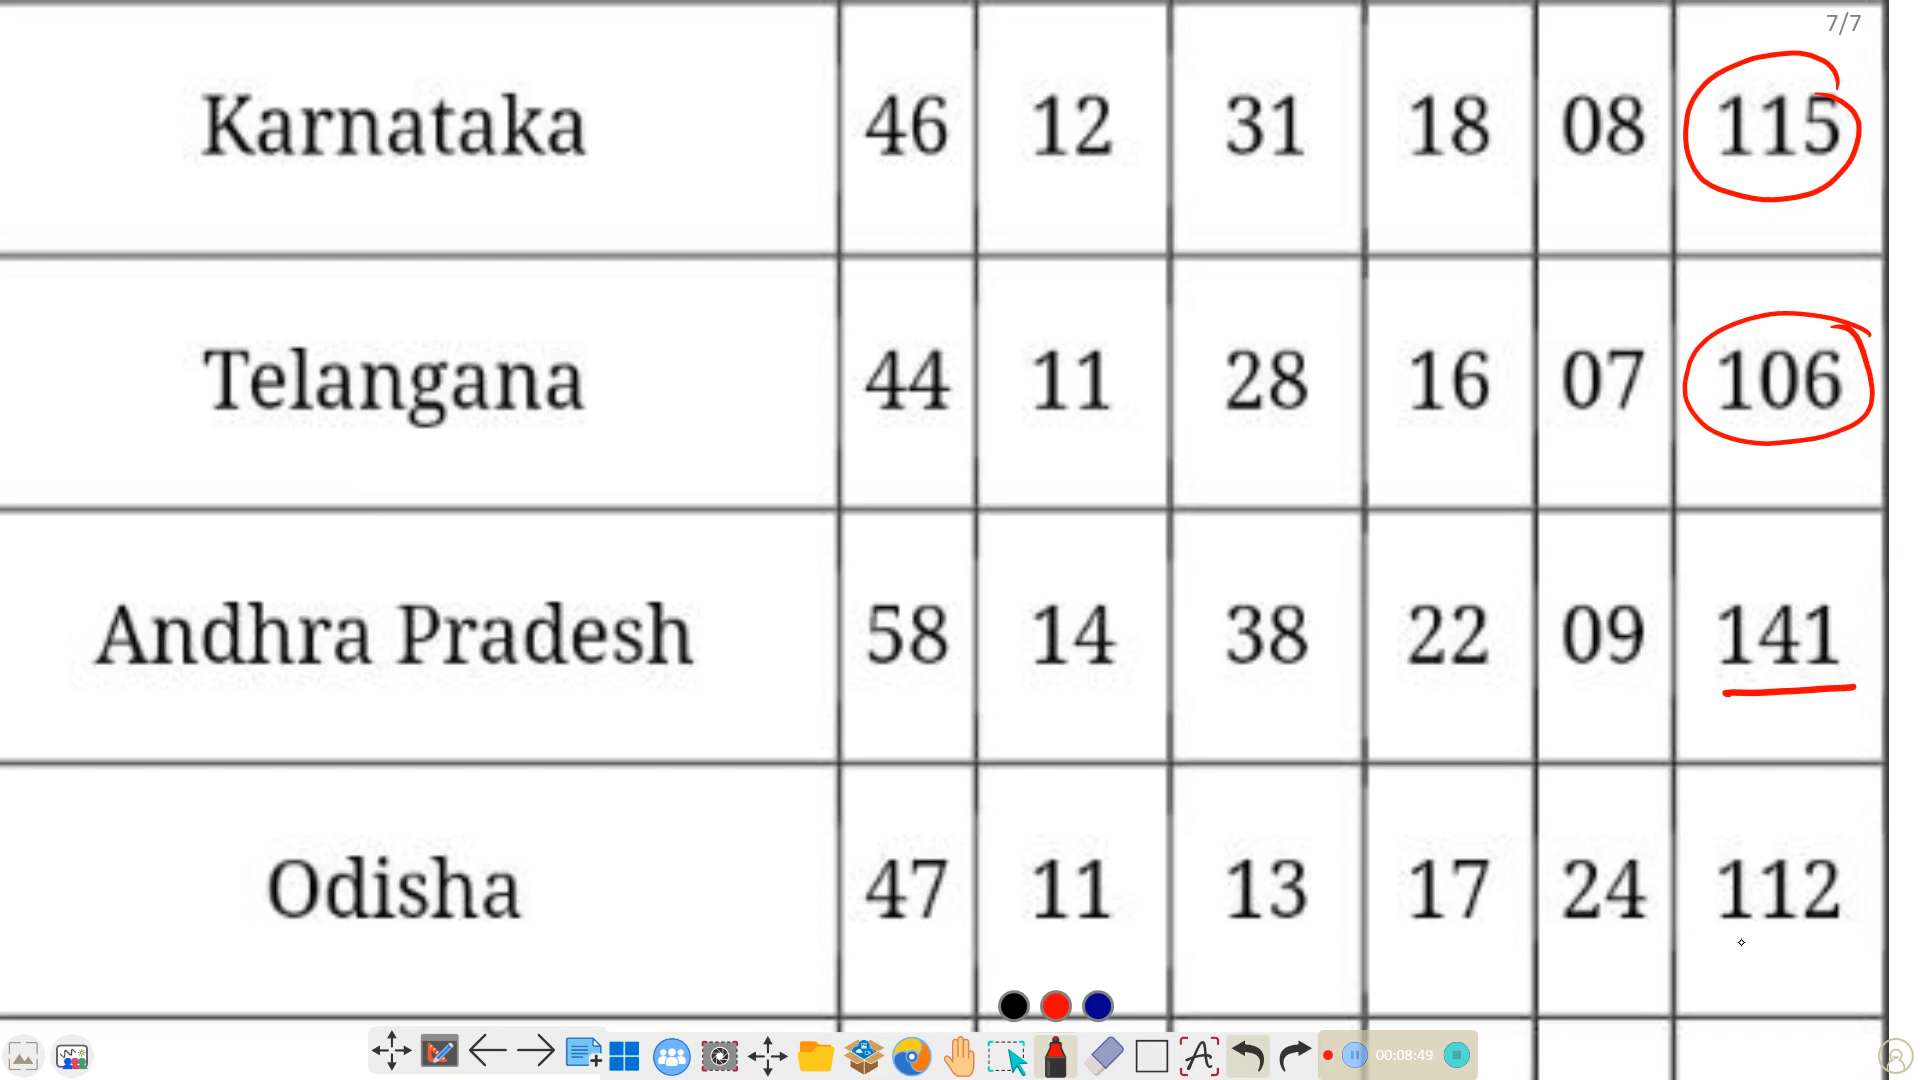 7/7
Karnataka 46 12 31 18 08 115
Telangana 44 11 28 16 07 106
Andhra Pradesh 58 14 38 22 09 141
Odisha 47 11 13 17 24 112
00:08:49